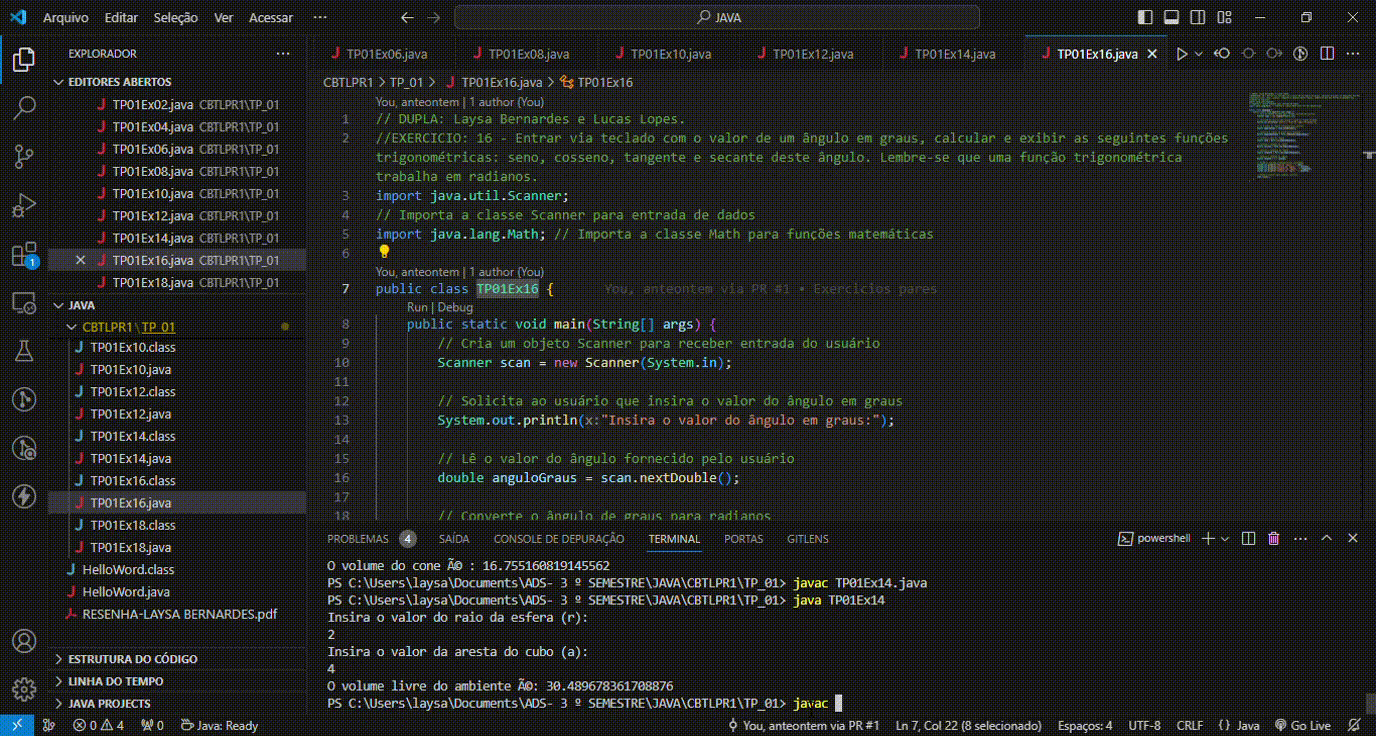 Arquivo Editar Seleção Ver Acessar ··· JAVA
EXPLORADOR ···
EDITORES ABERTOS
TP01Ex02.java CBTLPR1\TP_01
TP01Ex04.java CBTLPR1\TP_01
TP01Ex06.java CBTLPR1\TP_01
TP01Ex08.java CBTLPR1\TP_01
TP01Ex10.java CBTLPR1\TP_01
TP01Ex12.java CBTLPR1\TP_01
TP01Ex14.java CBTLPR1\TP_01
TP01Ex16.java CBTLPR1\TP_01
TP01Ex18.java CBTLPR1\TP_01
JAVA
CBTLPR1\TP_01
TP01Ex10.class
TP01Ex10.java
TP01Ex12.class
TP01Ex12.java
TP01Ex14.class
TP01Ex14.java
TP01Ex16.class
TP01Ex16.java
TP01Ex18.class
TP01Ex18.java
HelloWord.class
HelloWord.java
RESENHA-LAYSA BERNARDES.pdf
ESTRUTURA DO CÓDIGO
LINHA DO TEMPO
JAVA PROJECTS
TP01Ex06.java TP01Ex08.java TP01Ex10.java TP01Ex12.java TP01Ex14.java TP01Ex16.java
CBTLPR1 > TP_01 > TP01Ex16.java > TP01Ex16
You, anteontem | 1 author (You)
1 // DUPLA: Laysa Bernardes e Lucas Lopes.
2 //EXERCICIO: 16 - Entrar via teclado com o valor de um ângulo em graus, calcular e exibir as seguintes funções
trigonométricas: seno, cosseno, tangente e secante deste ângulo. Lembre-se que uma função trigonométrica
trabalha em radianos.
3 import java.util.Scanner;
4 // Importa a classe Scanner para entrada de dados
5 import java.lang.Math; // Importa a classe Math para funções matemáticas
6
You, anteontem | 1 author (You)
7 public class TP01Ex16 { You, anteontem via PR #1 • Exercicios pares
Run | Debug
8 public static void main(String[] args) {
9 // Cria um objeto Scanner para receber entrada do usuário
10 Scanner scan = new Scanner(System.in);
11
12 // Solicita ao usuário que insira o valor do ângulo em graus
13 System.out.println(x:"Insira o valor do ângulo em graus:");
14
15 // Lê o valor do ângulo fornecido pelo usuário
16 double anguloGraus = scan.nextDouble();
17
18 // Converte o ângulo de graus para radianos
PROBLEMAS 4 SAÍDA CONSOLE DE DEPURAÇÃO TERMINAL PORTAS GITLENS powershell
O volume do cone Ã© : 16.755160819145562
PS C:\Users\laysa\Documents\ADS- 3 º SEMESTRE\JAVA\CBTLPR1\TP_01> javac TP01Ex14.java
PS C:\Users\laysa\Documents\ADS- 3 º SEMESTRE\JAVA\CBTLPR1\TP_01> java TP01Ex14
Insira o valor do raio da esfera (r):
2
Insira o valor da aresta do cubo (a):
4
O volume livre do ambiente Ã©: 30.489678361708876
PS C:\Users\laysa\Documents\ADS- 3 º SEMESTRE\JAVA\CBTLPR1\TP_01> javac
1
0 4 0 Java: Ready You, anteontem via PR #1 Ln 7, Col 22 (8 selecionado) Espaços: 4 UTF-8 CRLF {} Java Go Live